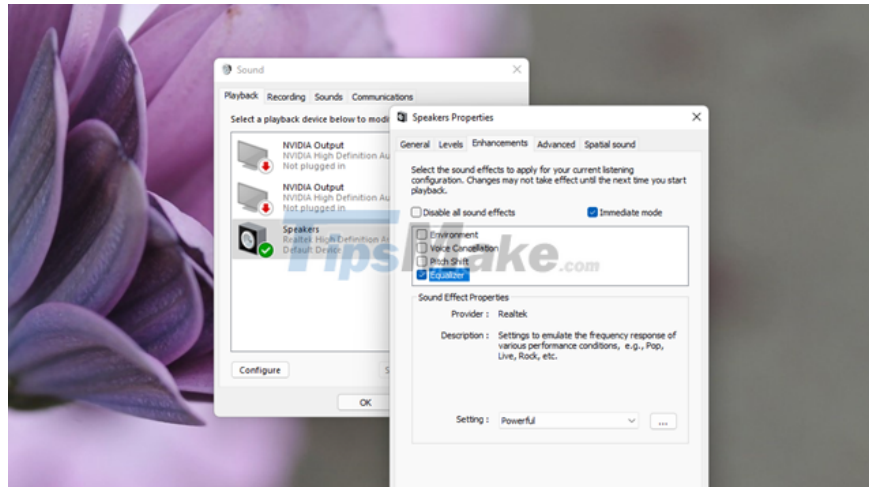 Sound
Playback Recording Sounds Communications
Select a playback device below to modi
NVIDIA Output
NVIDIA High Definition Au
Not plugged in
NVIDIA Output
NVIDIA High Definition Au
Not plugged in
Speakers
Realtek High Definition
Default Device
Configure
S
OK
Speakers Properties
General Levels Enhancements Advanced Spatial sound
Select the sound effects to apply for your current listening
configuration. Changes may not take effect until the next time you start
playback.
Disable all sound effects
Immediate mode
Environment
Voice Cancellation
Pitch Shift
Equalizer
Sound Effect Properties
Provider : Realtek
Description : Settings to emulate the frequency response of
various performance conditions, e.g., Pop,
Live, Rock, etc.
Setting : Powerful
...
TipsMake.com